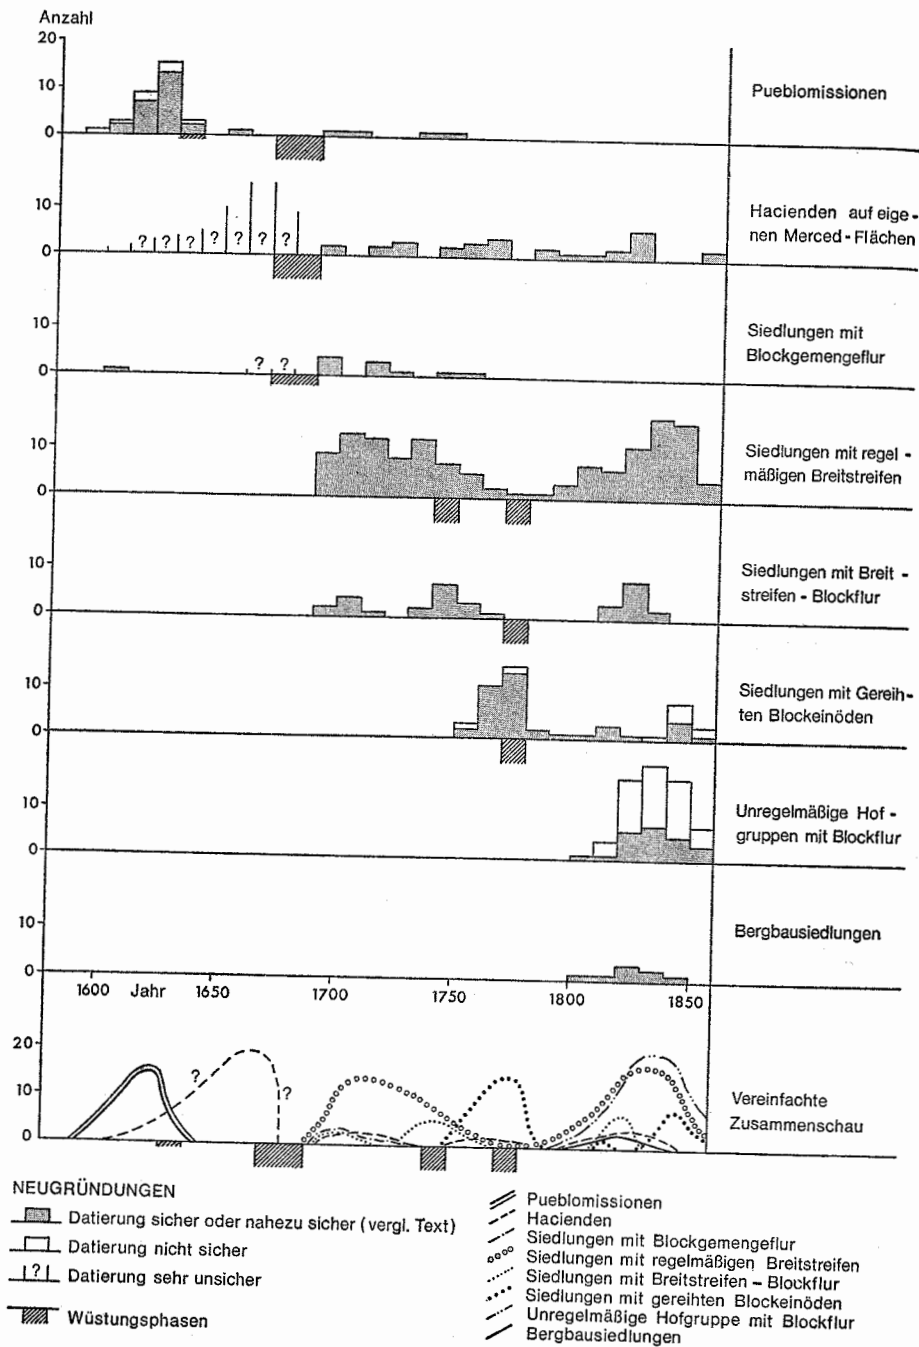 Anzahl
20
10
0
Pueblomissionen
10
0
? ? ? ? ? ? ?
Hacienden auf eige-
nen Merced-Flächen
10
0
? ?
Siedlungen mit
Blockgemengeflur
10
0
Siedlungen mit regel-
mäßigen Breitstreifen
10
0
Siedlungen mit Breit-
streifen-Blockflur
10
0
Siedlungen mit Gereih-
ten Blockeinöden
10
0
Unregelmäßige Hof-
gruppen mit Blockflur
10
0
Bergbausiedlungen
1600 Jahr 1650 1700 1750 1800 1850
20
10
0
? ?
Vereinfachte
Zusammenschau
NEUGRÜNDUNGEN
Datierung sicher oder nahezu sicher (vergl. Text)
Datierung nicht sicher
? Datierung sehr unsicher
Wüstungsphasen
Pueblomissionen
Hacienden
Siedlungen mit Blockgemengeflur
Siedlungen mit regelmäßigen Breitstreifen
Siedlungen mit Breitstreifen-Blockflur
Siedlungen mit gereihten Blockeinöden
Unregelmäßige Hofgruppe mit Blockflur
Bergbausiedlungen